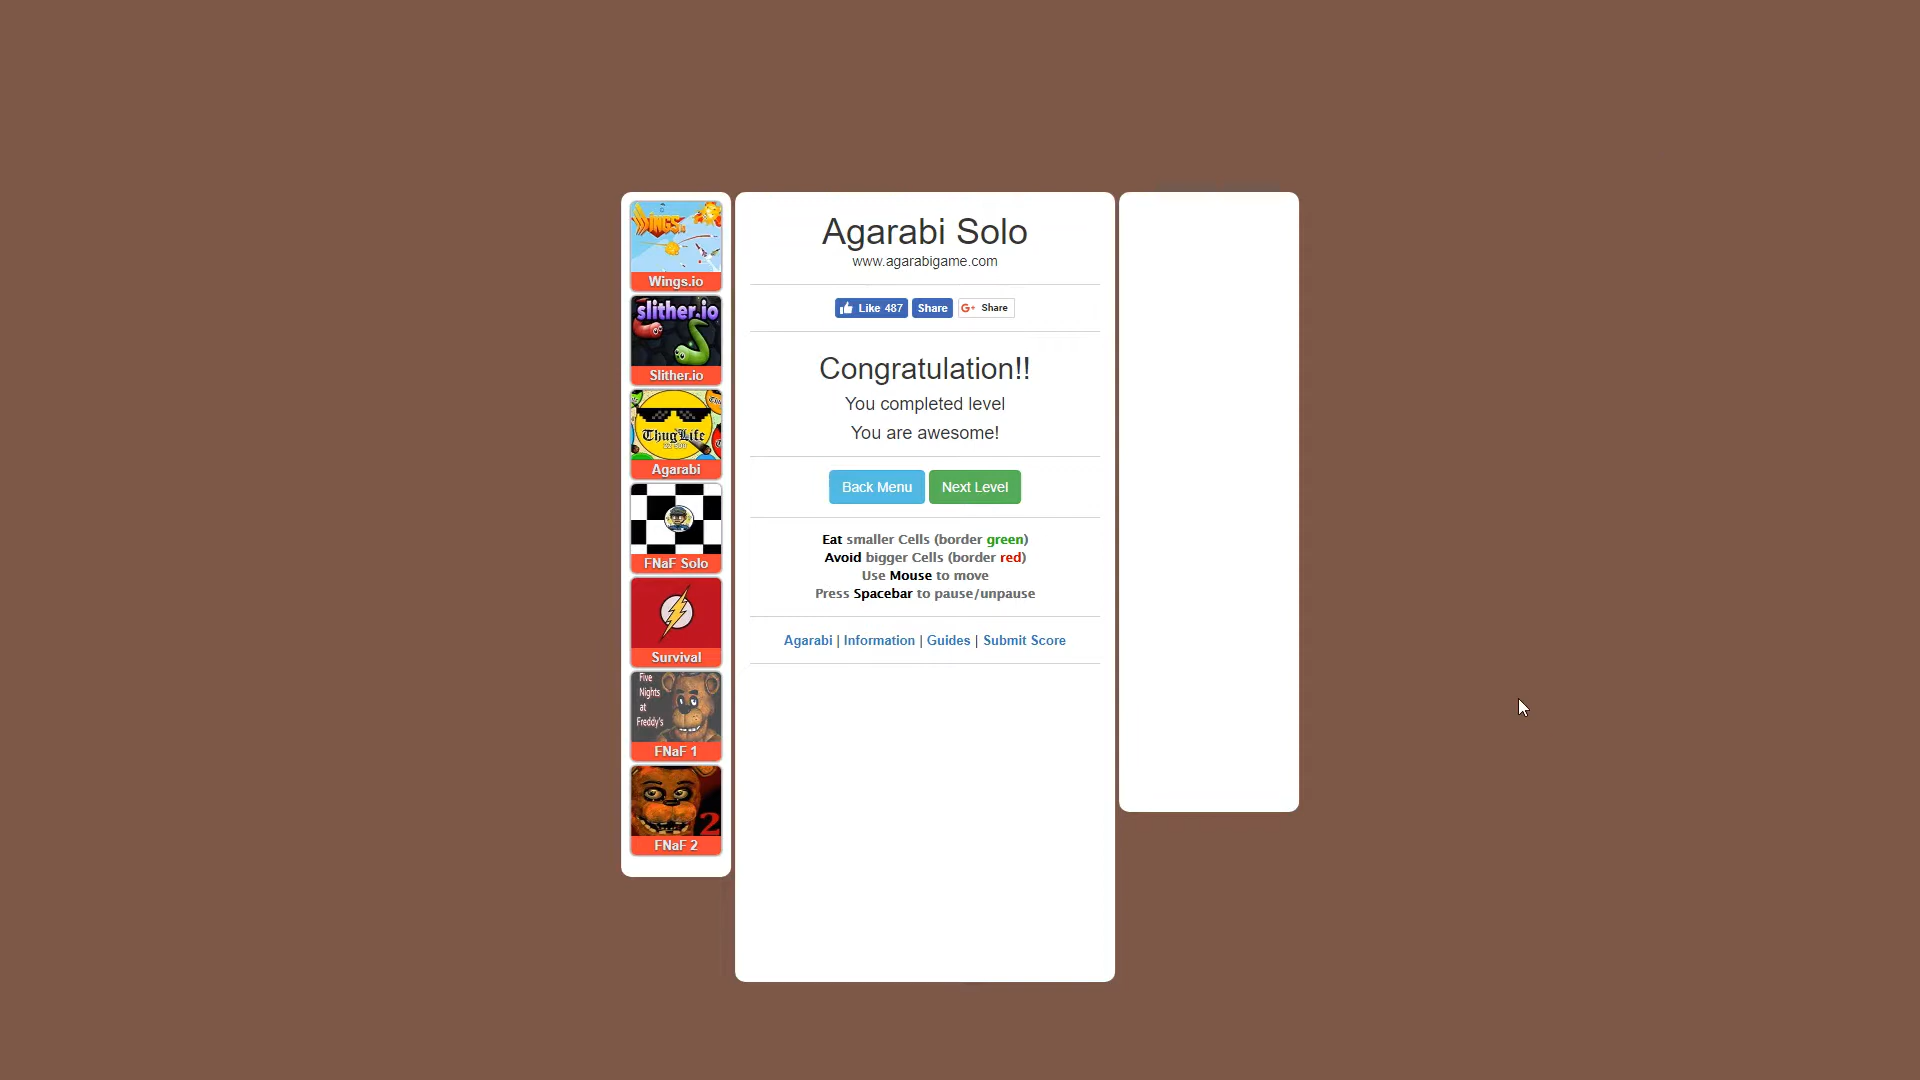 WINGS.io
Wings.io
slither.io
Slither.io
ThugLife
Agarabi
FNaF Solo
Survival
Five
Nights
at
Freddy's
FNaF 1
2
FNaF 2
Agarabi Solo
www.agarabigame.com
Like 487 Share G+ Share
Congratulation!!
You completed level
You are awesome!
Back Menu Next Level
Eat smaller Cells (border green)
Avoid bigger Cells (border red)
Use Mouse to move
Press Spacebar to pause/unpause
Agarabi | Information | Guides | Submit Score